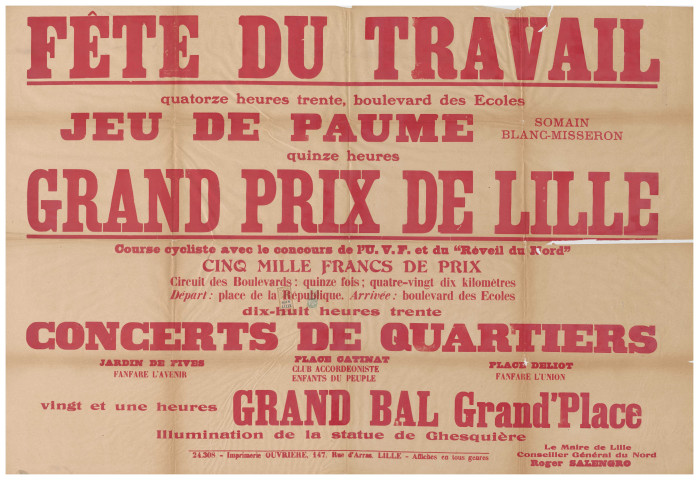 FÊTE DU TRAVAIL
quatorze heures trente, boulevard des Ecoles
JEU DE PAUME SOMAIN
BLANC-MISSERON
quinze heures
GRAND PRIX DE LILLE
Course cycliste avec le concours de l'U. V. F. et du "Réveil du Nord"
CINQ MILLE FRANCS DE PRIX
Circuit des Boulevards : quinze fois ; quatre-vingt dix kilomètres
Départ : place de la République. Arrivée : boulevard des Ecoles
dix-huit heures trente
CONCERTS DE QUARTIERS
JARDIN DE FIVES
FANFARE L'AVENIR
PLACE CATINAT
CLUB ACCORDEONISTE
ENFANTS DU PEUPLE
PLACE DELIOT
FANFARE L'UNION
vingt et une heures GRAND BAL Grand'Place
Illumination de la statue de Ghesquière
Le Maire de Lille
Conseiller Général du Nord
Roger SALENGRO
24.308 - Imprimerie OUVRIERE, 147, Rue d'Arras, LILLE - Affiches en tous genres